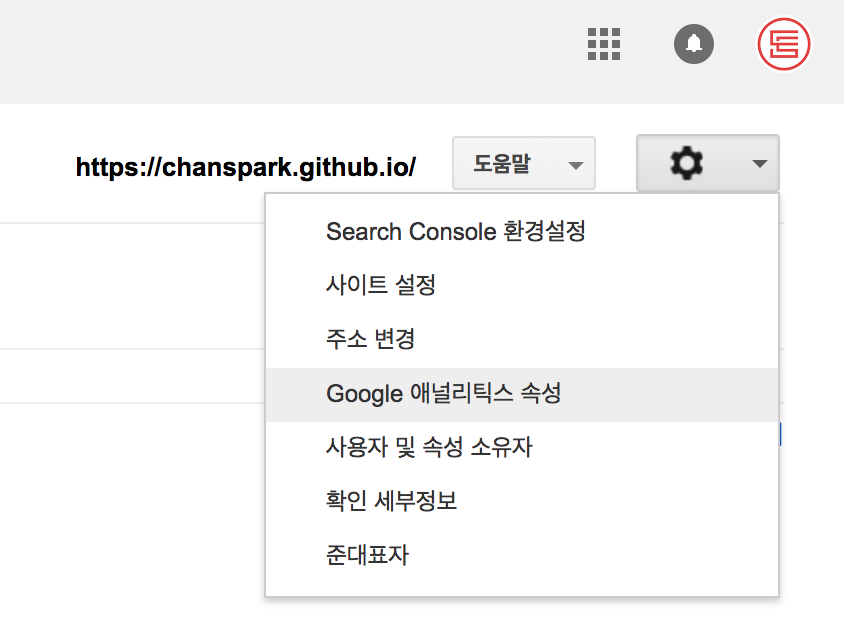 https://chanspark.github.io/ 도움말
Search Console 환경설정
사이트 설정
주소 변경
Google 애널리틱스 속성
사용자 및 속성 소유자
확인 세부정보
준대표자